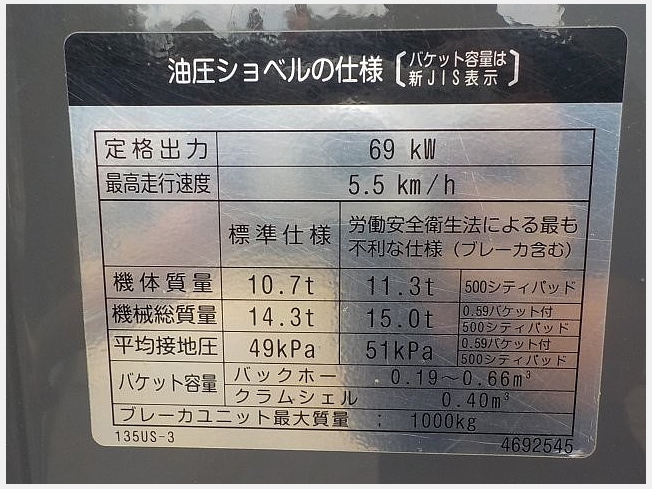 油圧ショベルの仕様〔バケット容量は新JIS表示〕
定格出力 69 kW
最高走行速度 5.5 km/h
標準仕様 労働安全衛生法による最も不利な仕様（ブレーカ含む）
機体質量 10.7t 11.3t 500シティパッド
機械総質量 14.3t 15.0t 0.59バケット付 500シティパッド
平均接地圧 49kPa 51kPa 0.59バケット付 500シティパッド
バケット容量 バックホー 0.19～0.66m³
クラムシェル 0.40m³
ブレーカユニット最大質量 : 1000kg
135US-3 4692545